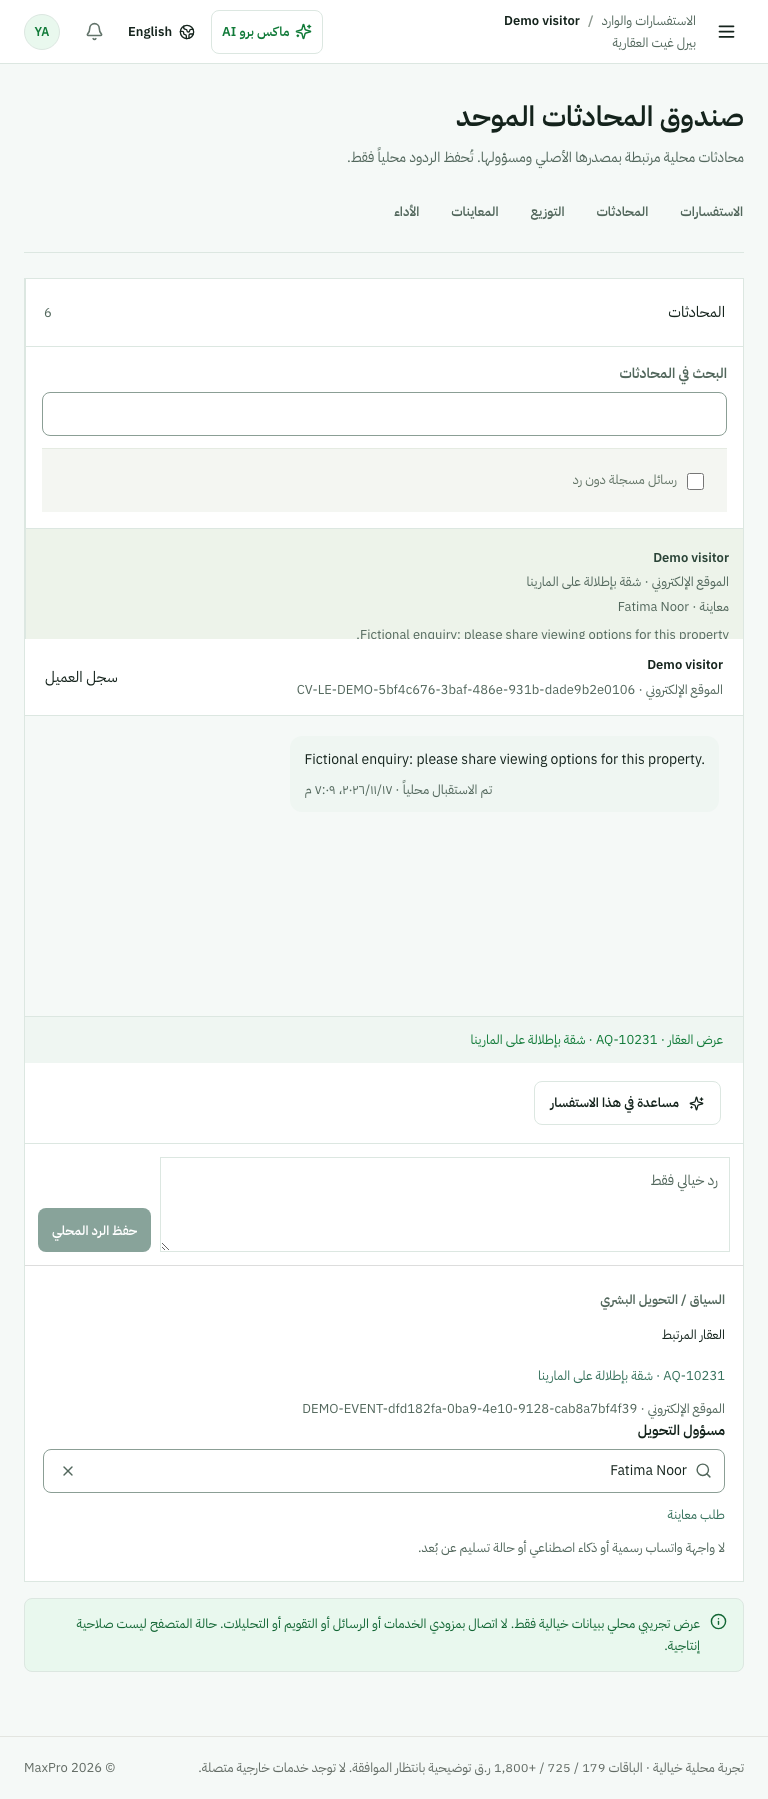 الاستفسارات والوارد / Demo visitor
بيرل غيت العقارية
ماكس برو AI
English
YA
صندوق المحادثات الموحد
محادثات محلية مرتبطة بمصدرها الأصلي ومسؤولها. تُحفظ الردود محلياً فقط.
الاستفسارات
المحادثات
التوزيع
المعاينات
الأداء
المحادثات
6
البحث في المحادثات
رسائل مسجلة دون رد
Demo visitor
الموقع الإلكتروني · شقة بإطلالة على المارينا
معاينة · Fatima Noor
Fictional enquiry: please share viewing options for this property.
Demo visitor
الموقع الإلكتروني · CV-LE-DEMO-5bf4c676-3baf-486e-931b-dade9b2e0106
سجل العميل
Fictional enquiry: please share viewing options for this property.
تم الاستقبال محلياً · ٢٠٢٦/١١/١٧، ٧:٠٩ م
عرض العقار · AQ-10231 · شقة بإطلالة على المارينا
مساعدة في هذا الاستفسار
رد خيالي فقط
حفظ الرد المحلي
السياق / التحويل البشري
العقار المرتبط
AQ-10231 · شقة بإطلالة على المارينا
الموقع الإلكتروني · DEMO-EVENT-dfd182fa-0ba9-4e10-9128-cab8a7bf4f39
مسؤول التحويل
Fatima Noor
طلب معاينة
لا واجهة واتساب رسمية أو ذكاء اصطناعي أو حالة تسليم عن بُعد.
عرض تجريبي محلي ببيانات خيالية فقط. لا اتصال بمزودي الخدمات أو الرسائل أو التقويم أو التحليلات. حالة المتصفح ليست صلاحية
إنتاجية.
تجربة محلية خيالية · الباقات 179 / 725 / +1,800 ر.ق توضيحية بانتظار الموافقة. لا توجد خدمات خارجية متصلة.
© 2026 MaxPro